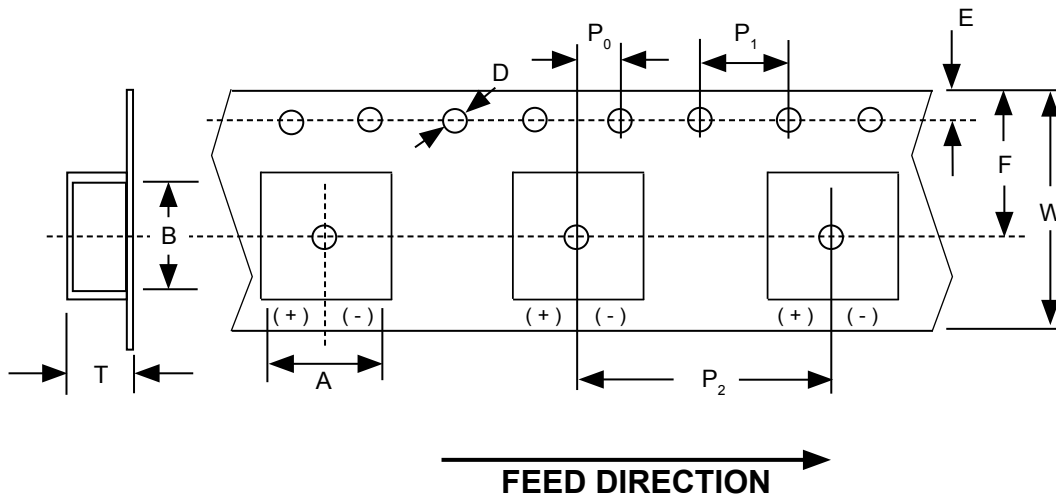 E
P₀ P₁
D
F
W
B
(+) (-) (+) (-) (+) (-)
T A P₂
FEED DIRECTION